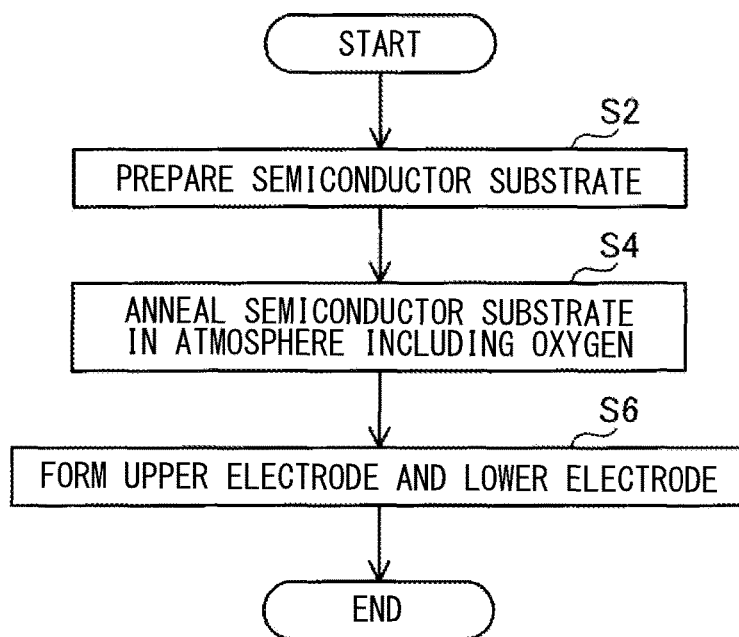 START
S2
PREPARE SEMICONDUCTOR SUBSTRATE
S4
ANNEAL SEMICONDUCTOR SUBSTRATE
IN ATMOSPHERE INCLUDING OXYGEN
S6
FORM UPPER ELECTRODE AND LOWER ELECTRODE
END